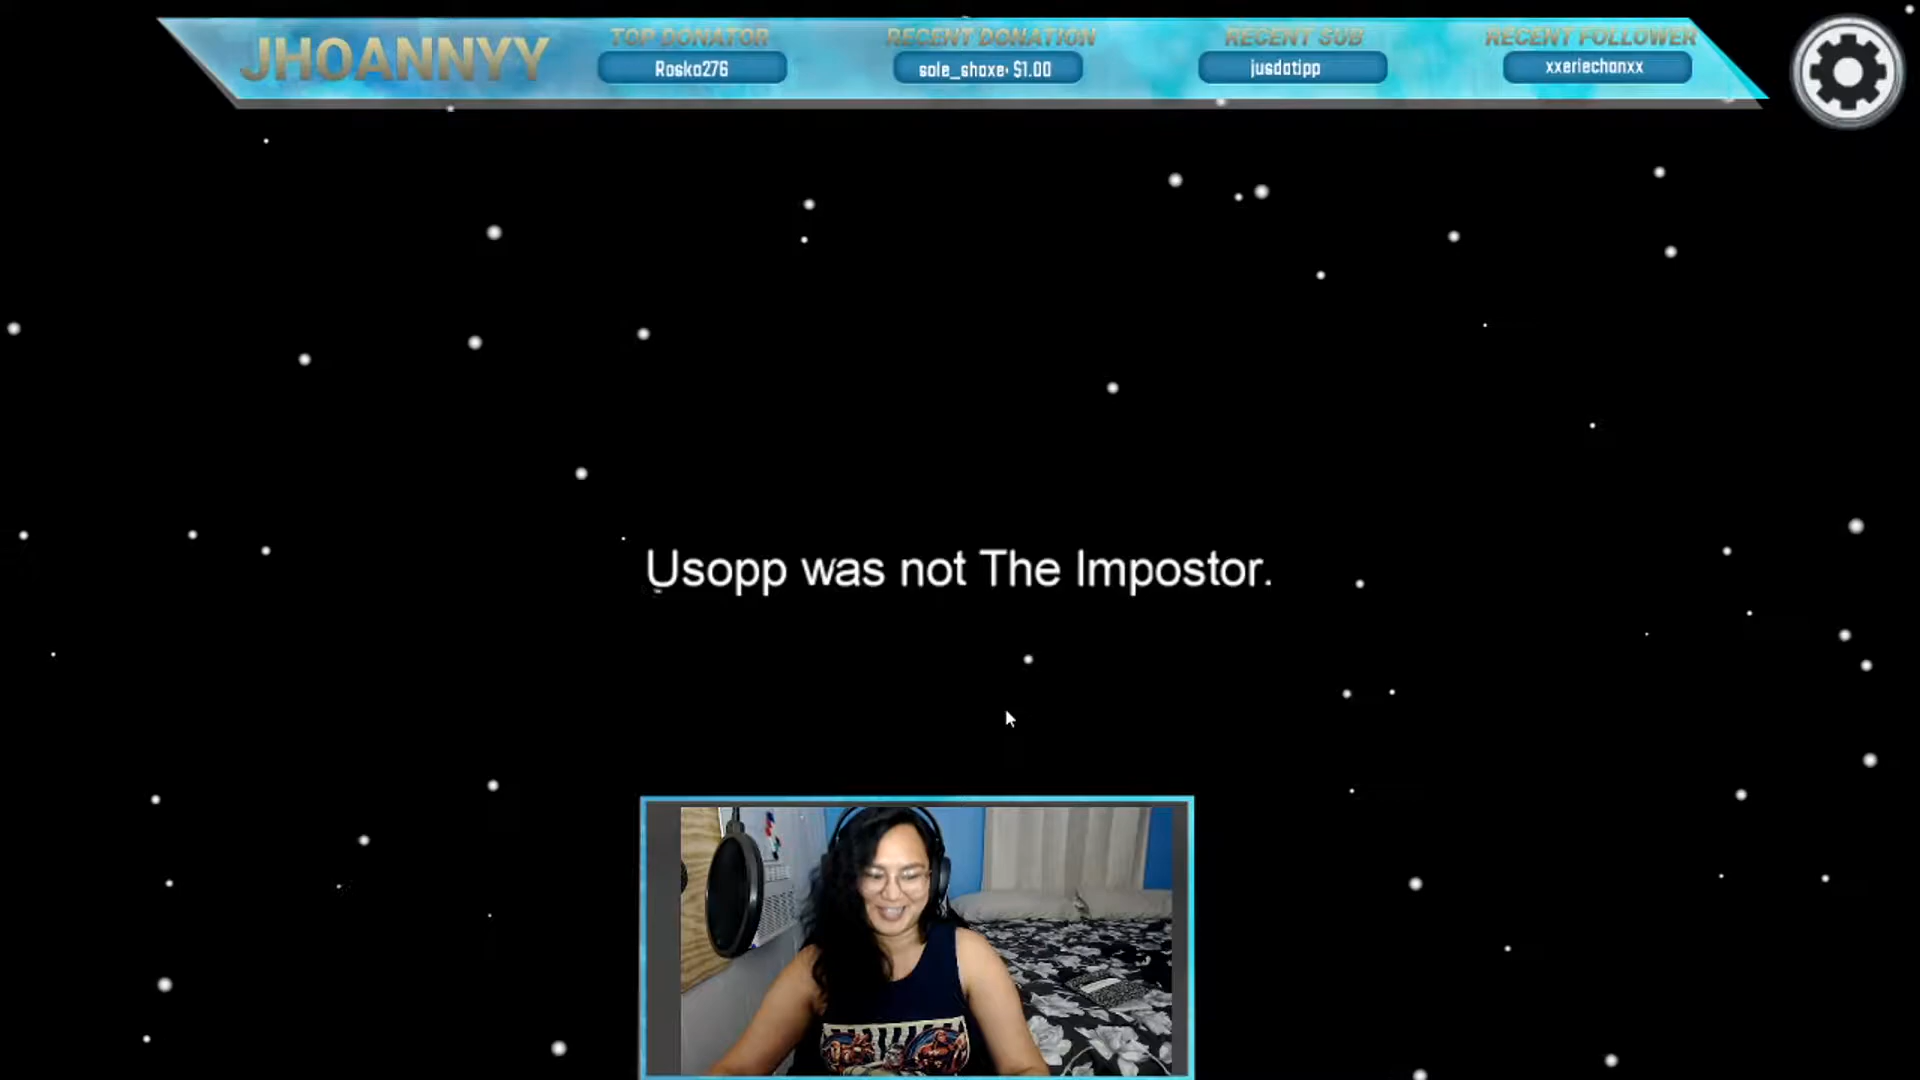 JHOANNYY
TOP DONATOR
Rosko276
RECENT DONATION
sale_shaxe: $1.00
RECENT SUB
jusdatipp
RECENT FOLLOWER
xxeriechanxx
Usopp was not The Impostor.